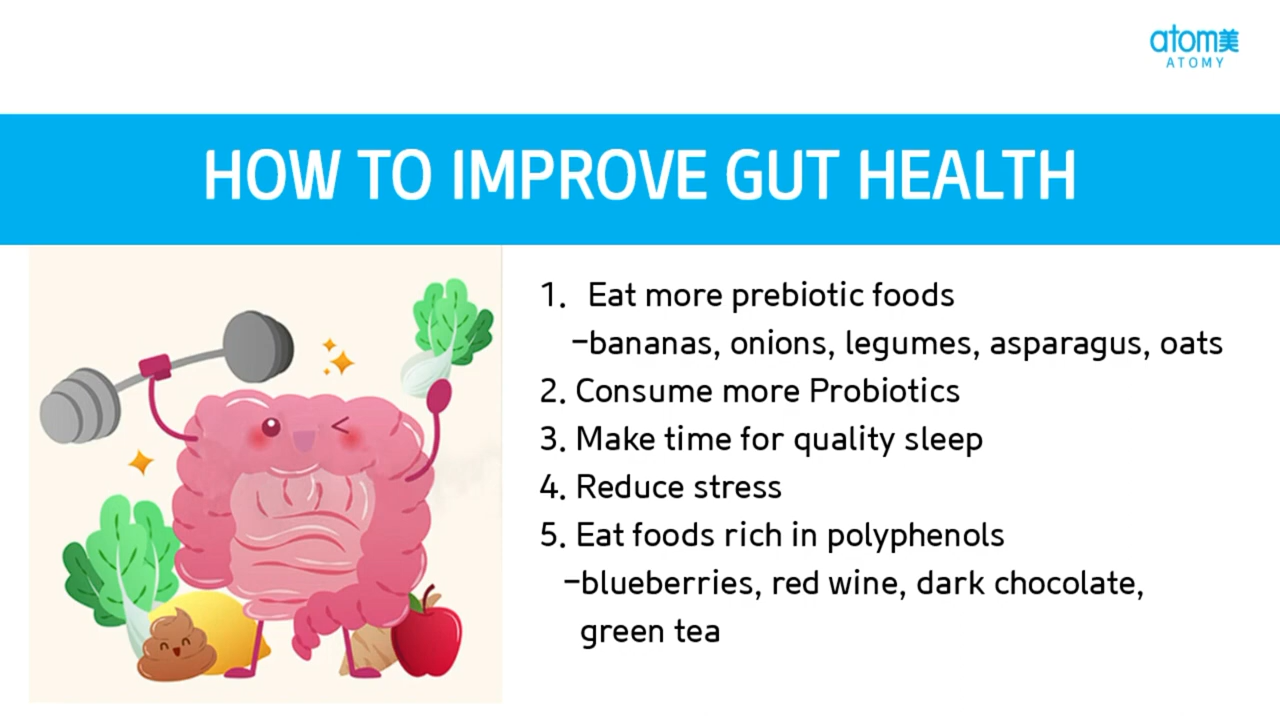 atom美
ATOMY
HOW TO IMPROVE GUT HEALTH
1. Eat more prebiotic foods
-bananas, onions, legumes, asparagus, oats
2. Consume more Probiotics
3. Make time for quality sleep
4. Reduce stress
5. Eat foods rich in polyphenols
-blueberries, red wine, dark chocolate,
green tea